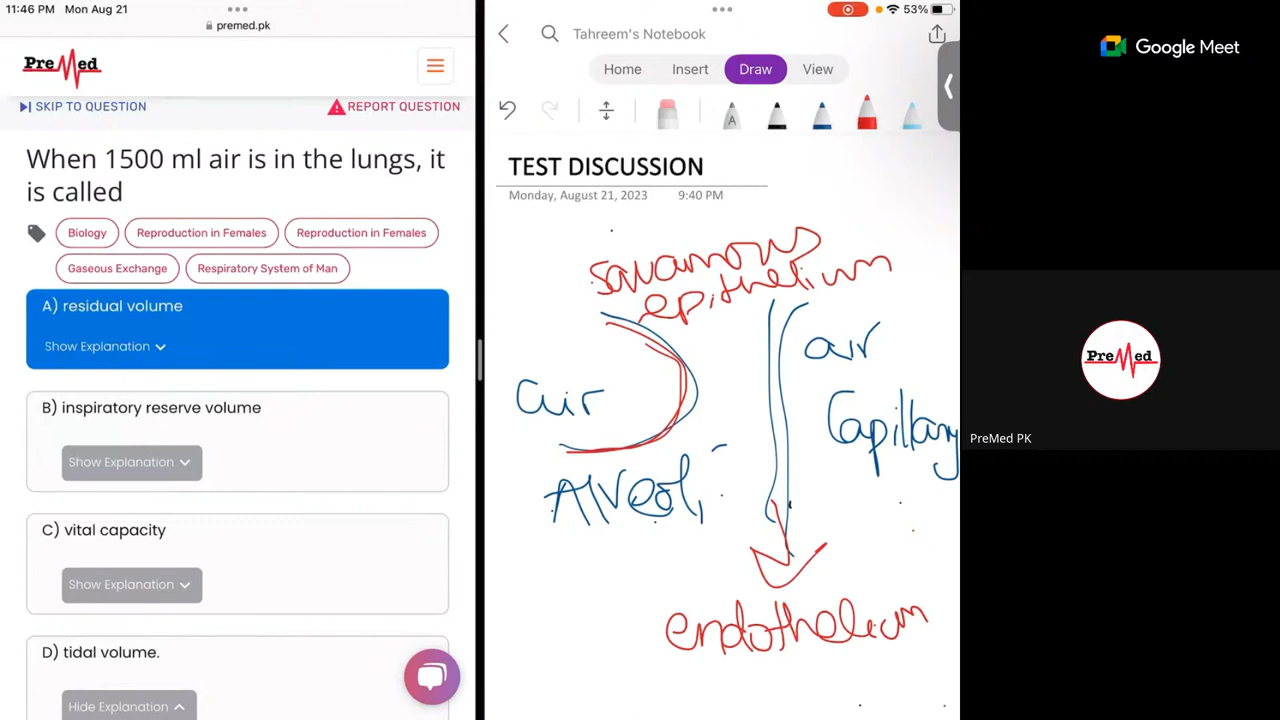 11:46 PM Mon Aug 21
premed.pk
PreMed
SKIP TO QUESTION
REPORT QUESTION
When 1500 ml air is in the lungs, it
is called
Biology
Reproduction in Females
Reproduction in Females
Gaseous Exchange
Respiratory System of Man
A) residual volume
Show Explanation
B) inspiratory reserve volume
Show Explanation
C) vital capacity
Show Explanation
D) tidal volume.
Hide Explanation
53%
Tahreem's Notebook
Home
Insert
Draw
View
A
TEST DISCUSSION
Monday, August 21, 2023
9:40 PM
squamous
epithelium
air
air
Capillary
Alveoli
endothelium
Google Meet
PreMed
PreMed PK